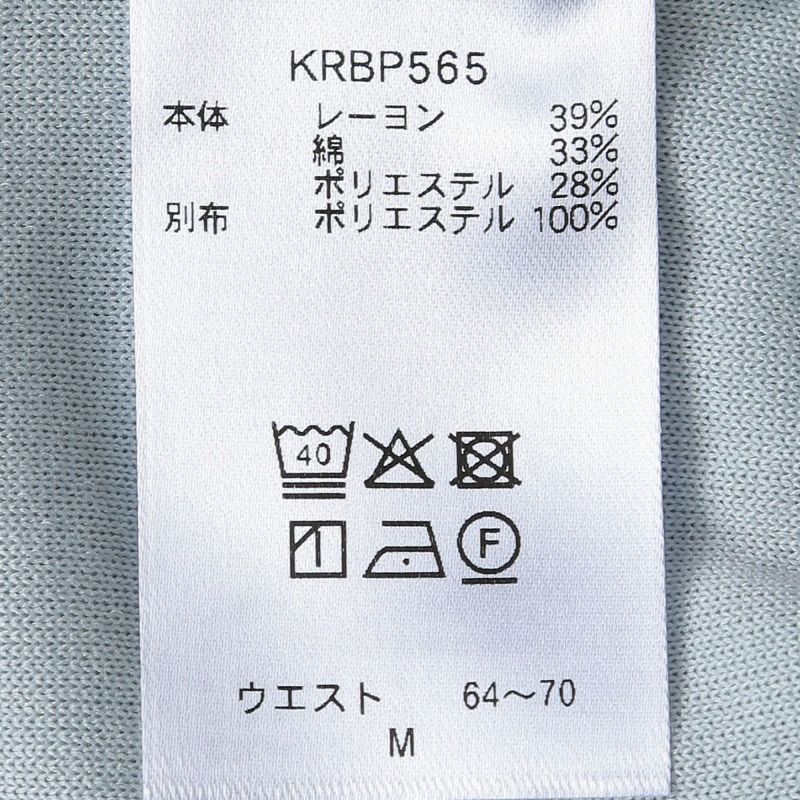 KRBP565
本体 レーヨン 39%
綿 33%
ポリエステル 28%
別布 ポリエステル 100%
40
F
ウエスト 64〜70
M